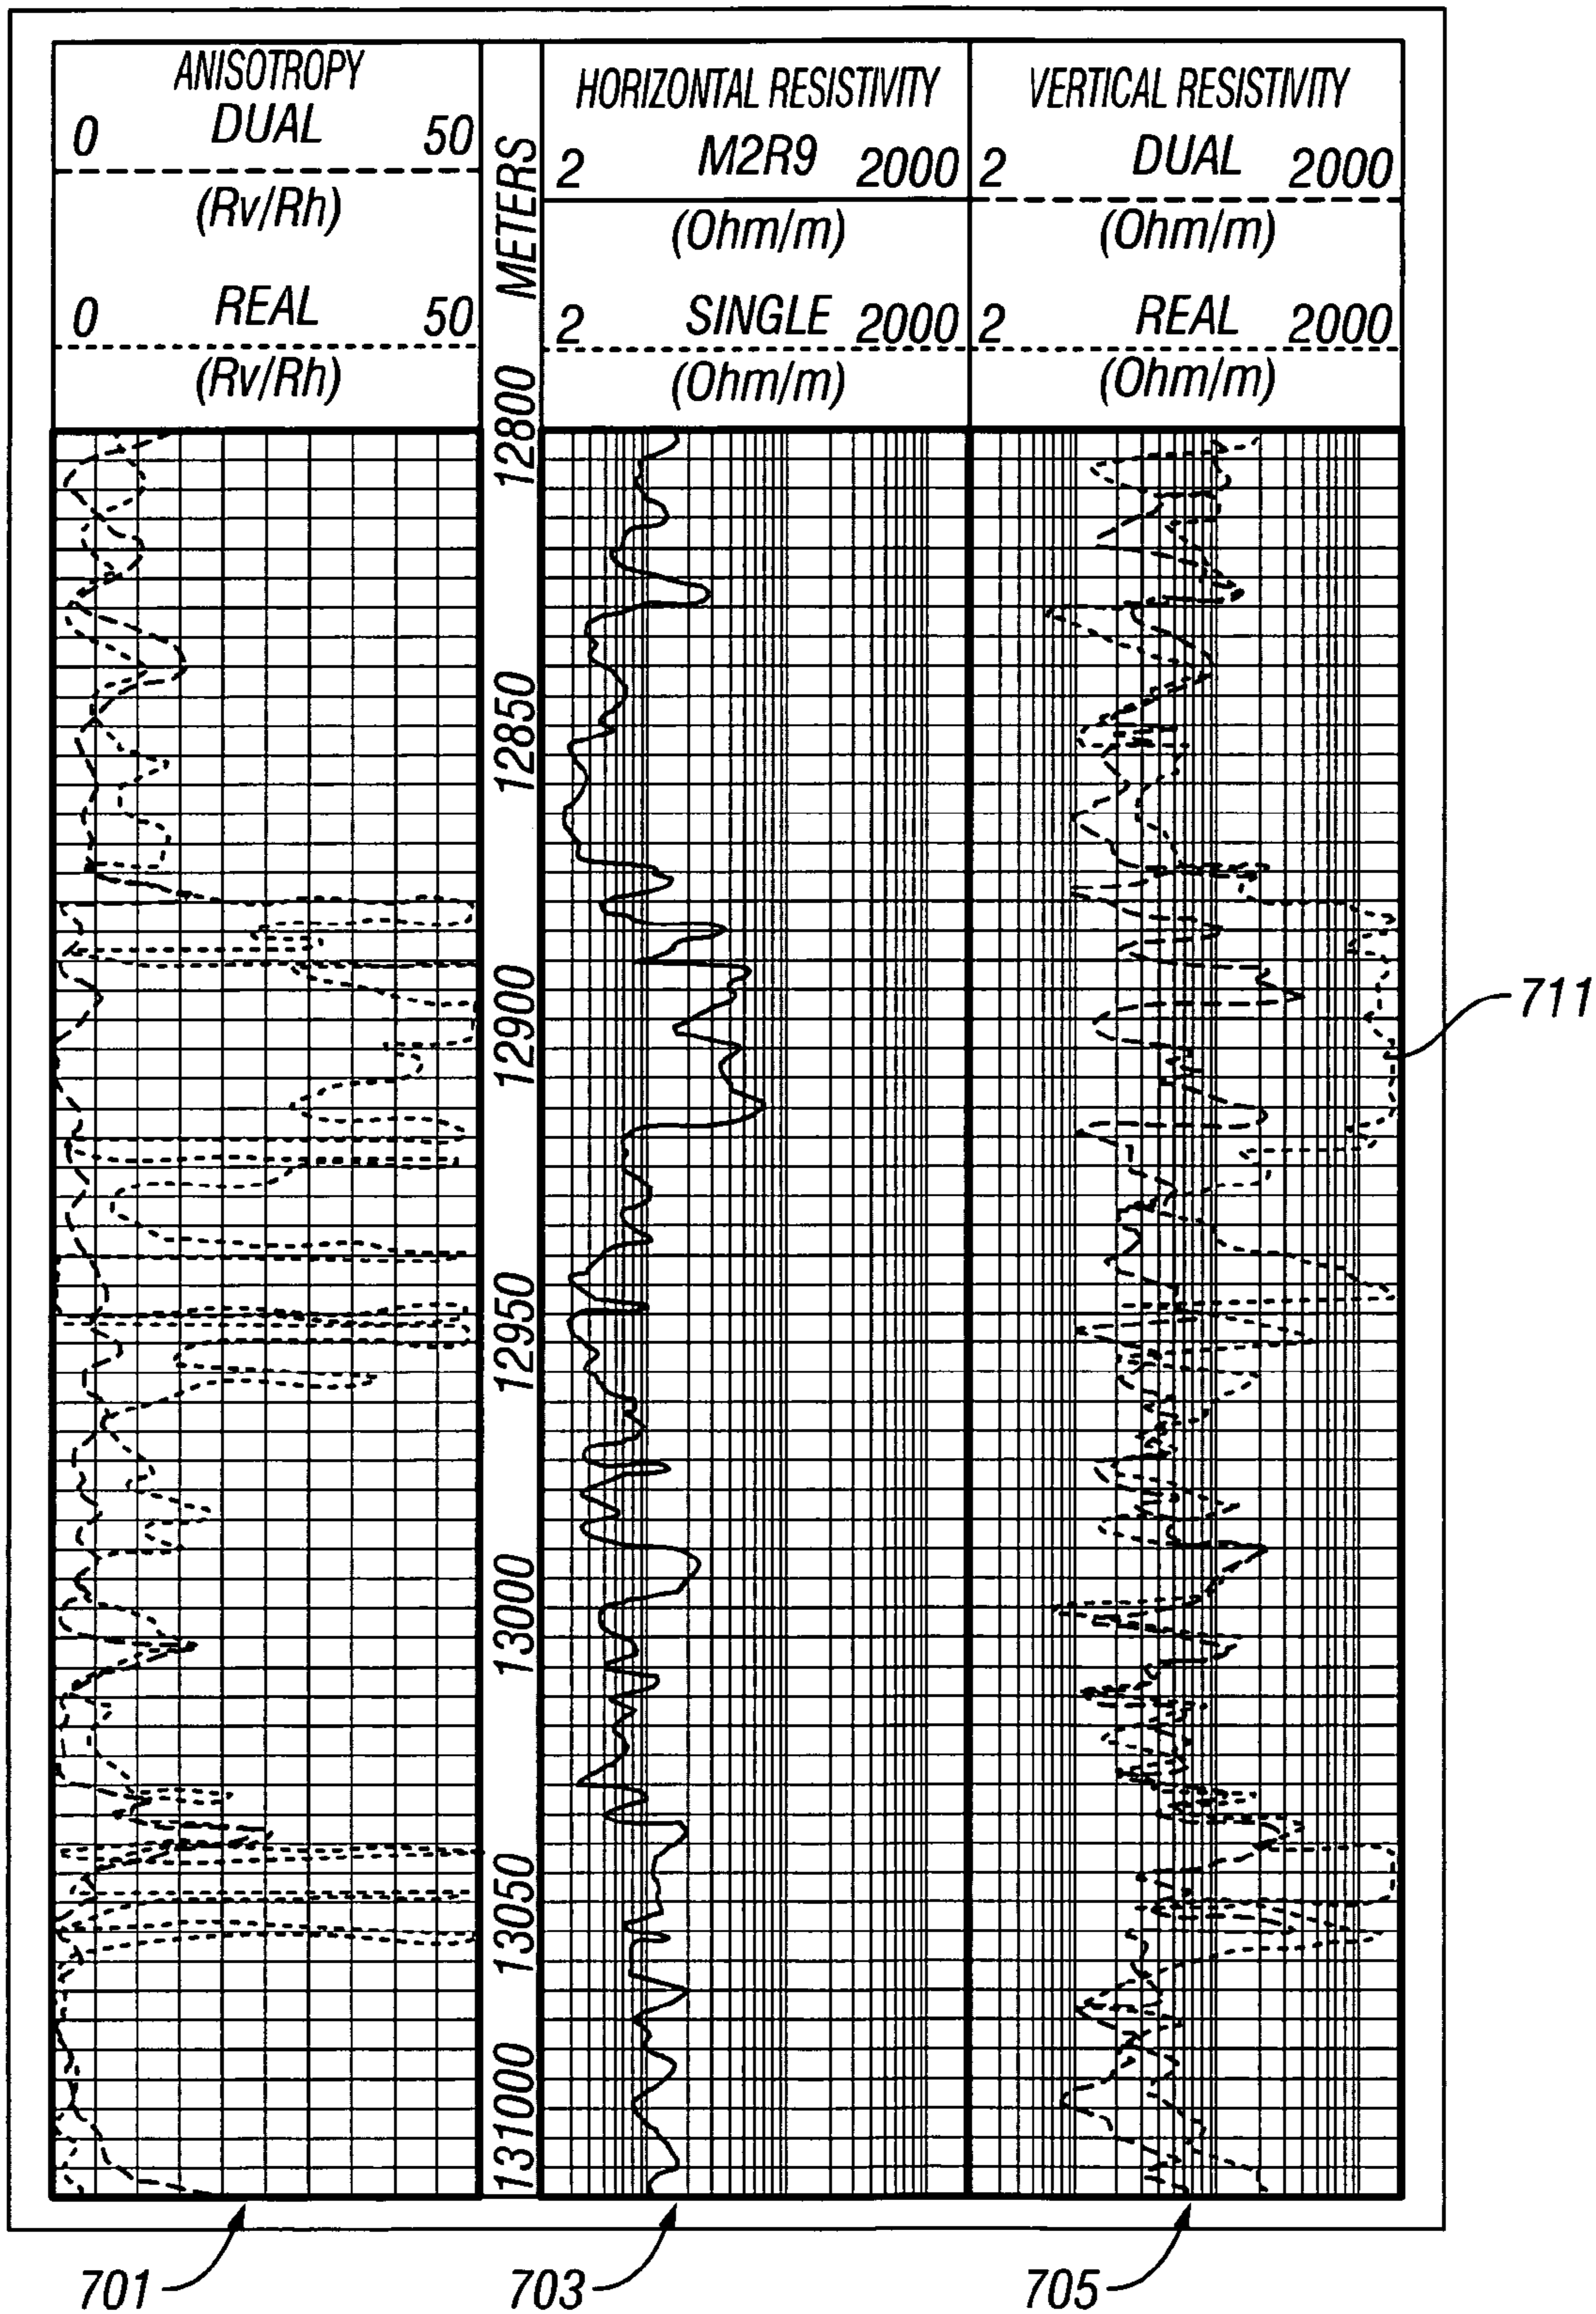 ANISOTROPY
0 DUAL 50
(Rv/Rh)
0 REAL 50
(Rv/Rh)
METERS
HORIZONTAL RESISTIVITY
2 M2R9 2000
(Ohm/m)
2 SINGLE 2000
(Ohm/m)
VERTICAL RESISTIVITY
2 DUAL 2000
(Ohm/m)
2 REAL 2000
(Ohm/m)
12800
12850
12900
12950
13000
13050
131000
711
701
703
705